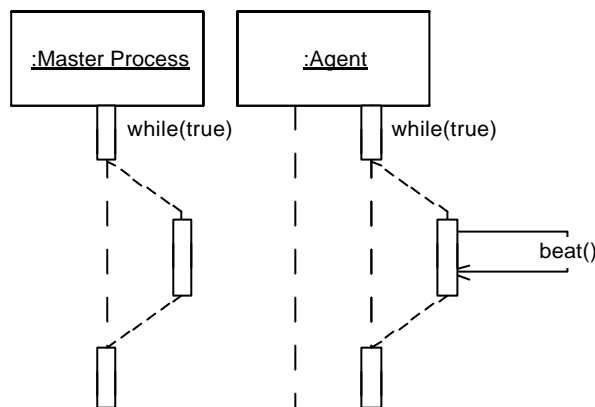 :Master Process
:Agent
while(true)
while(true)
beat()